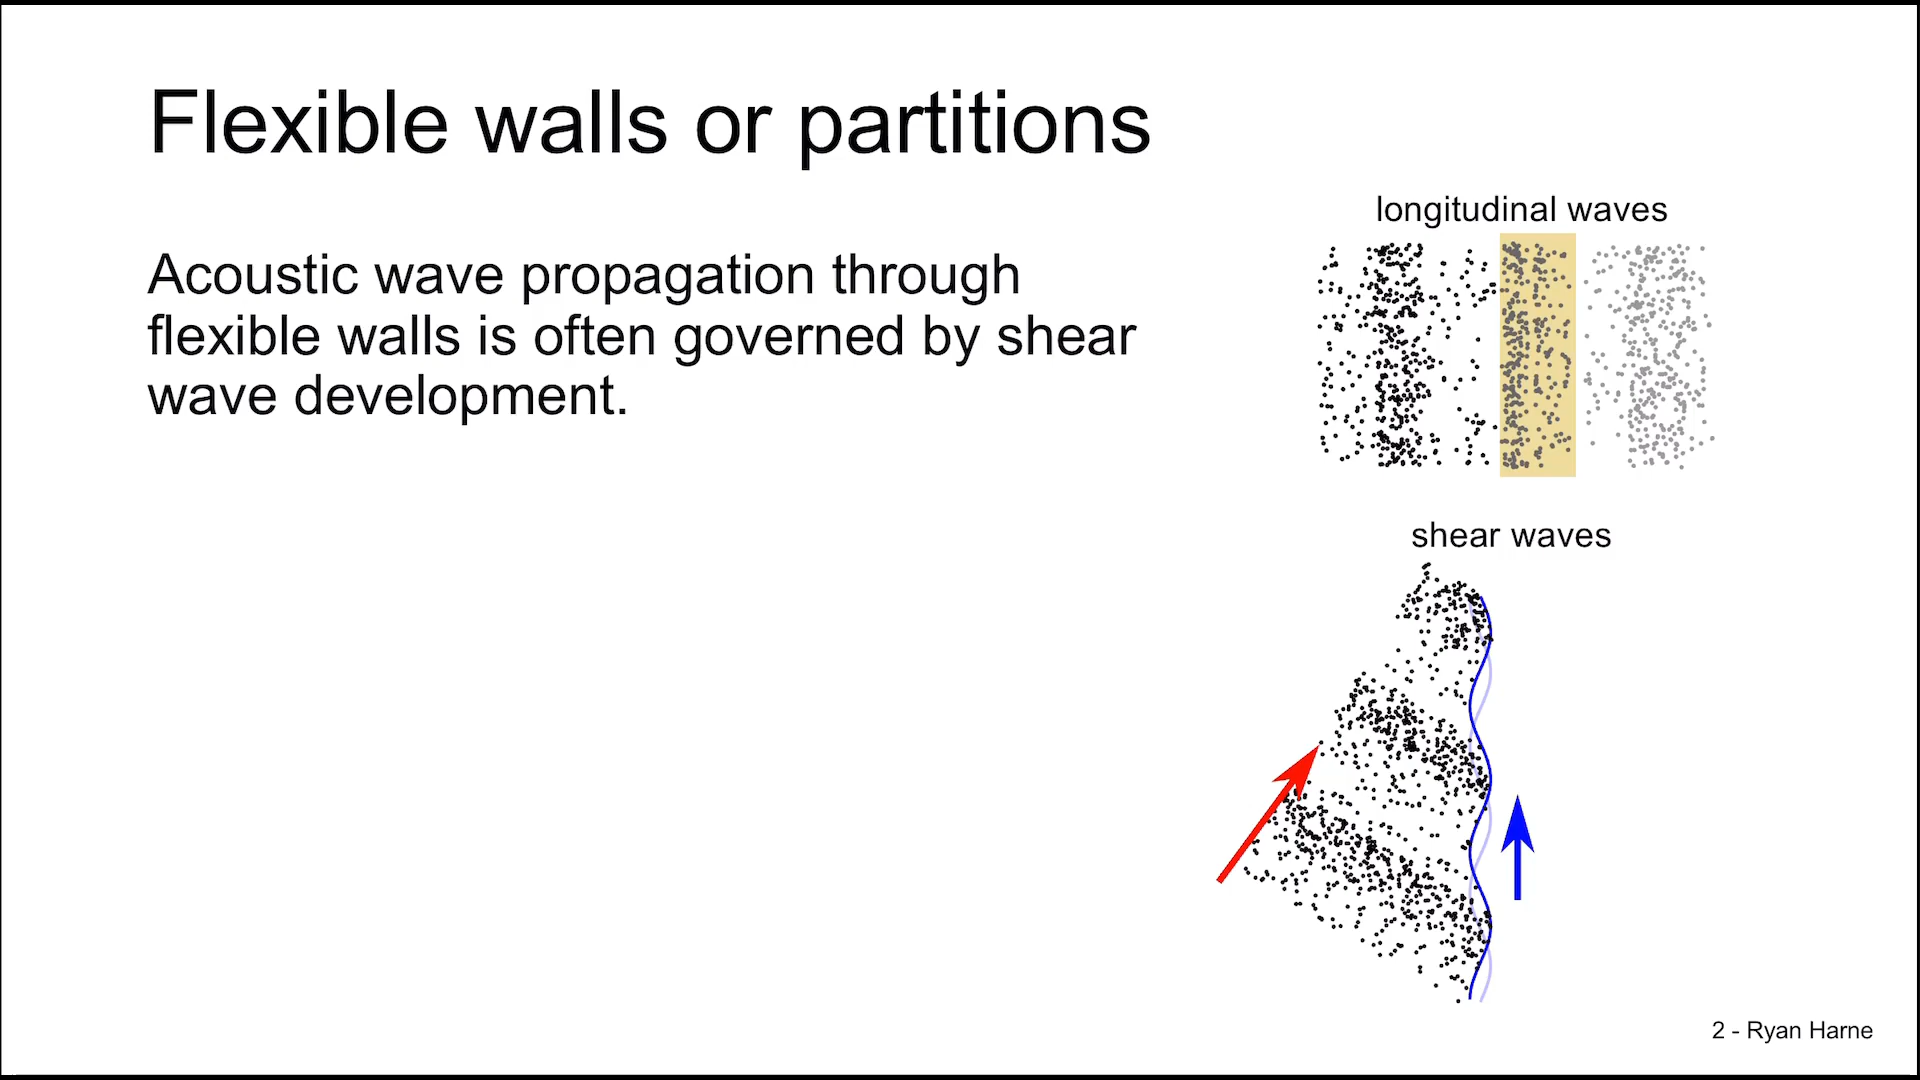 Flexible walls or partitions
longitudinal waves
Acoustic wave propagation through
flexible walls is often governed by shear
wave development.
shear waves
2 - Ryan Harne